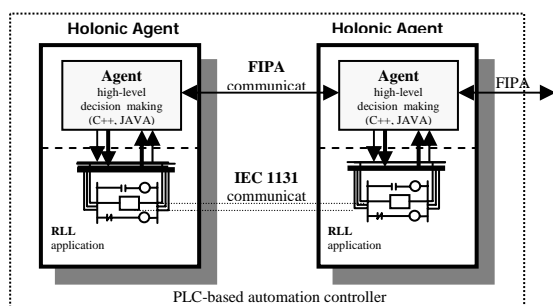 Holonic Agent
Holonic Agent
Agent
high-level
decision making
(C++, JAVA)
FIPA
communicat
Agent
high-level
decision making
(C++, JAVA)
FIPA
IEC 1131
communicat
RLL
application
RLL
application
PLC-based automation controller